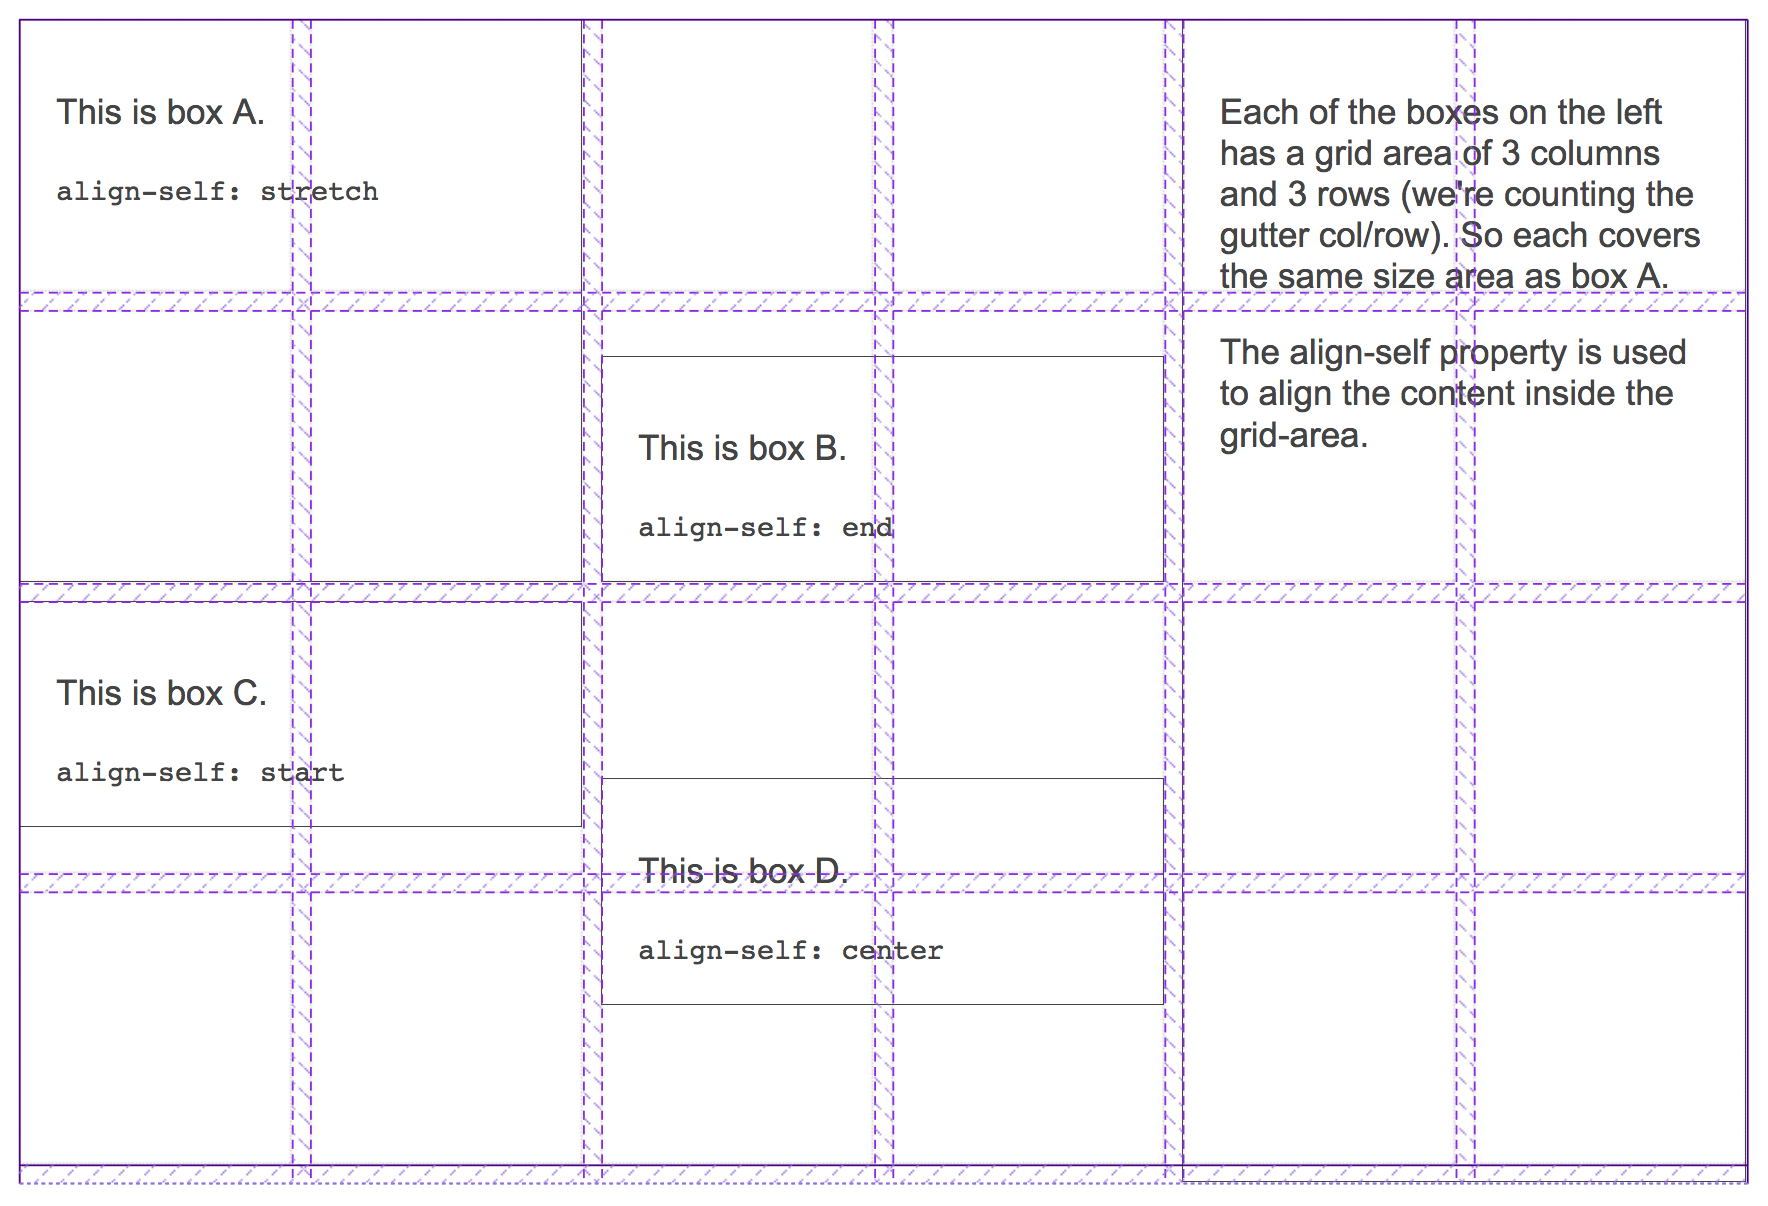 This is box A.
align-self: stretch
Each of the boxes on the left
has a grid area of 3 columns
and 3 rows (we're counting the
gutter col/row). So each covers
the same size area as box A.
The align-self property is used
to align the content inside the
grid-area.
This is box B.
align-self: end
This is box C.
align-self: start
This is box D.
align-self: center